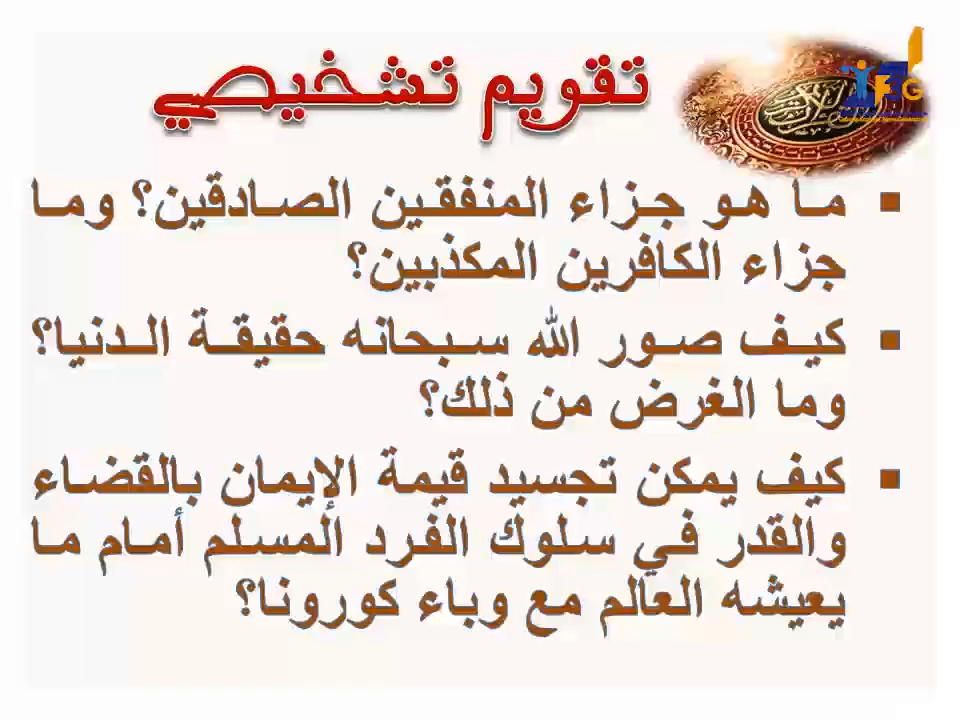 تقويم تشخيصي
▪ ما هو جزاء المنفقين الصادقين؟ وما
جزاء الكافرين المكذبين؟
▪ كيف صور الله سبحانه حقيقة الدنيا؟
وما الغرض من ذلك؟
▪ كيف يمكن تجسيد قيمة الإيمان بالقضاء
والقدر في سلوك الفرد المسلم أمام ما
يعيشه العالم مع وباء كورونا؟